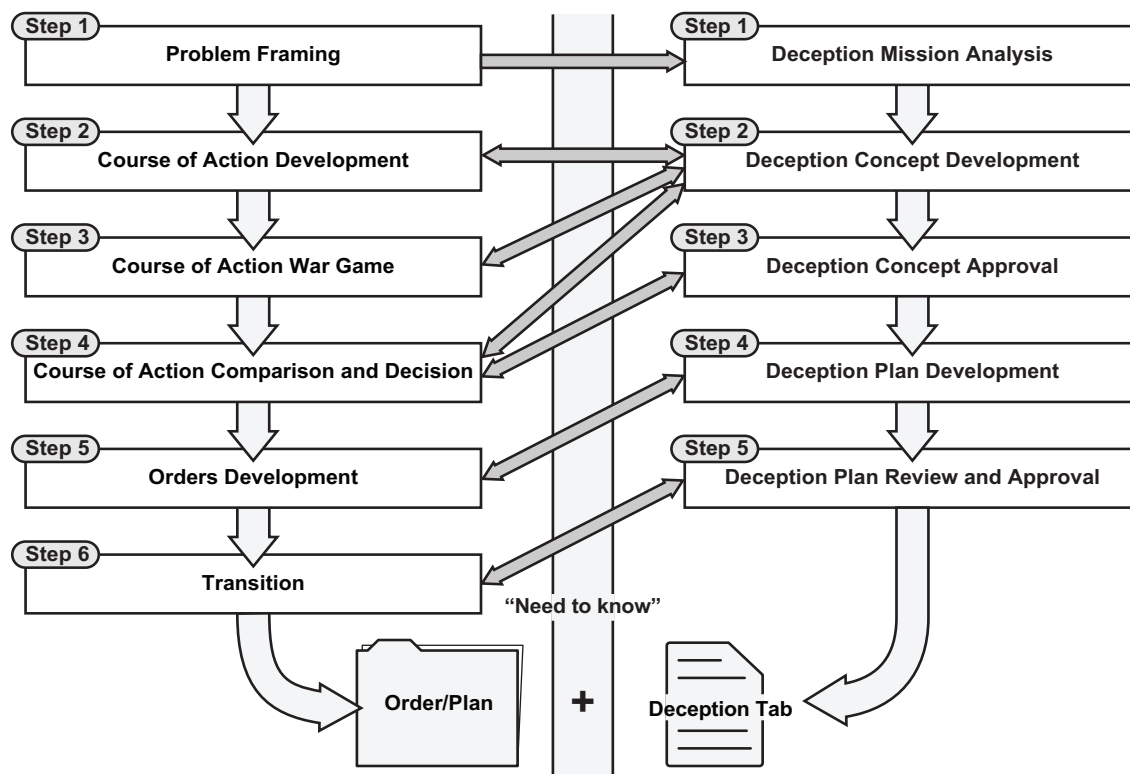 Step 1
Problem Framing
Step 2
Course of Action Development
Step 3
Course of Action War Game
Step 4
Course of Action Comparison and Decision
Step 5
Orders Development
Step 6
Transition
Order/Plan
“Need to know”
+
Step 1
Deception Mission Analysis
Step 2
Deception Concept Development
Step 3
Deception Concept Approval
Step 4
Deception Plan Development
Step 5
Deception Plan Review and Approval
Deception Tab